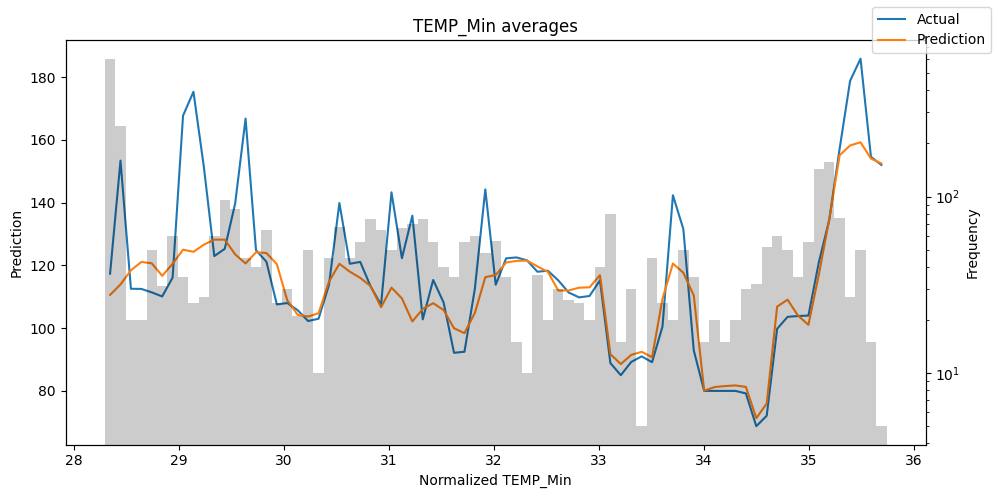 TEMP_Min averages
Actual
Prediction
180
160
140
120
100
80
Prediction
10²
10¹
Frequency
28 29 30 31 32 33 34 35 36
Normalized TEMP_Min